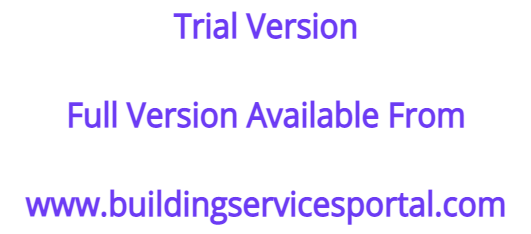 Trial Version
Full Version Available From
www.buildingservicesportal.com